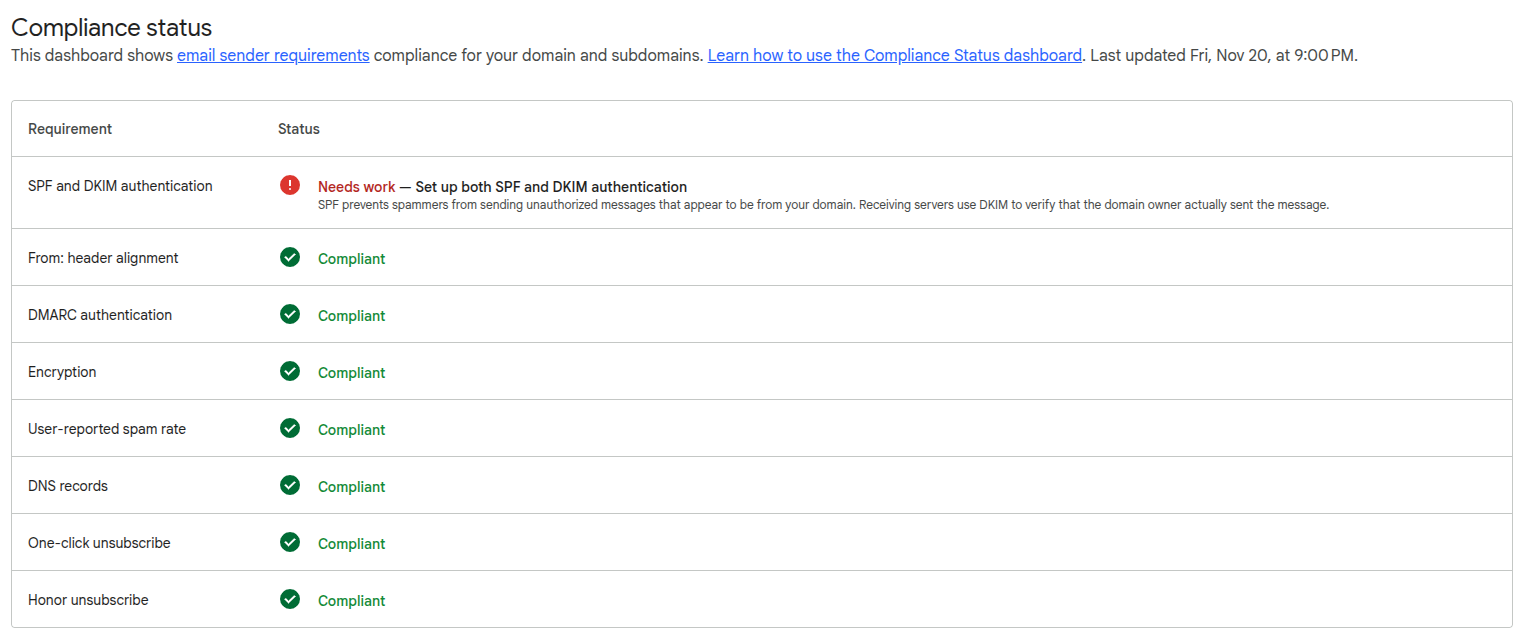 Compliance status
This dashboard shows email sender requirements compliance for your domain and subdomains. Learn how to use the Compliance Status dashboard. Last updated Fri, Nov 20, at 9:00 PM.
Requirement Status
SPF and DKIM authentication Needs work — Set up both SPF and DKIM authentication
SPF prevents spammers from sending unauthorized messages that appear to be from your domain. Receiving servers use DKIM to verify that the domain owner actually sent the message.
From: header alignment Compliant
DMARC authentication Compliant
Encryption Compliant
User-reported spam rate Compliant
DNS records Compliant
One-click unsubscribe Compliant
Honor unsubscribe Compliant